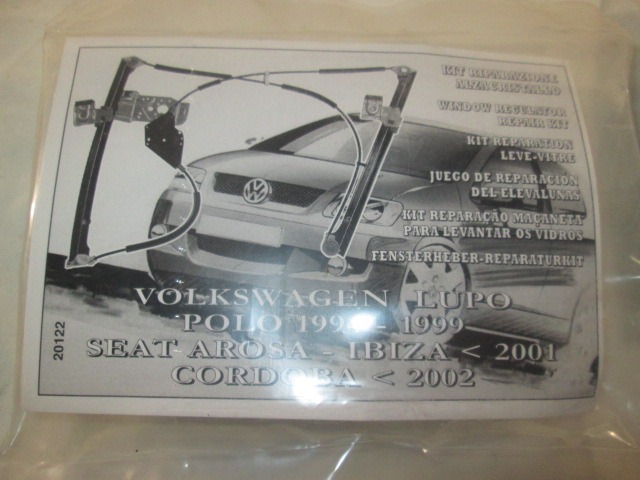 KIT RIPARAZIONE
ALZACRISTALLO
WINDOW REGULATOR
REPAIR KIT
KIT REPARATION
LEVE-VITRE
JUEGO DE REPARACION
DEL ELEVALUNAS
KIT REPARAÇÃO MAÇANETA
PARA LEVANTAR OS VIDROS
FENSTERHEBER-REPARATURKIT
VOLKSWAGEN LUPO
POLO - 1999
SEAT AROSA - IBIZA < 2001
CORDOBA < 2002
20122